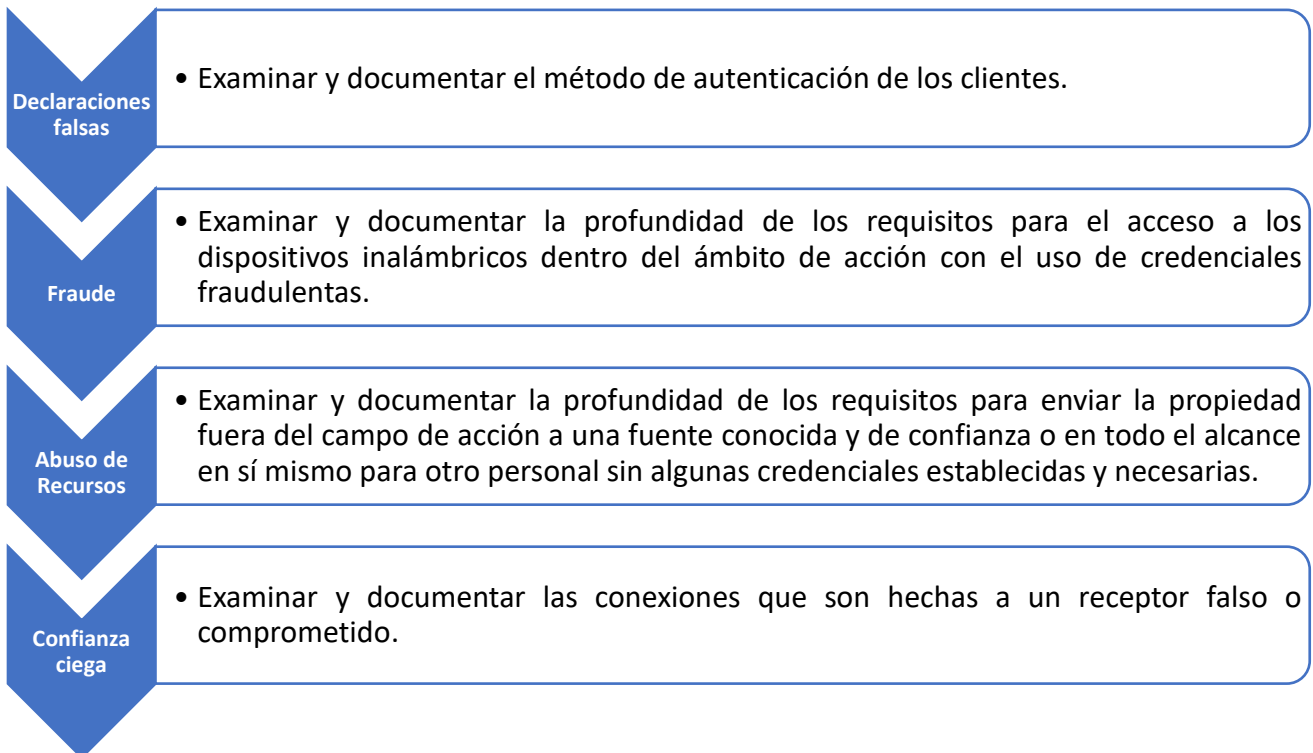 Declaraciones
falsas
• Examinar y documentar el método de autenticación de los clientes.
Fraude
• Examinar y documentar la profundidad de los requisitos para el acceso a los
dispositivos inalámbricos dentro del ámbito de acción con el uso de credenciales
fraudulentas.
Abuso de
Recursos
• Examinar y documentar la profundidad de los requisitos para enviar la propiedad
fuera del campo de acción a una fuente conocida y de confianza o en todo el alcance
en sí mismo para otro personal sin algunas credenciales establecidas y necesarias.
Confianza
ciega
• Examinar y documentar las conexiones que son hechas a un receptor falso o
comprometido.